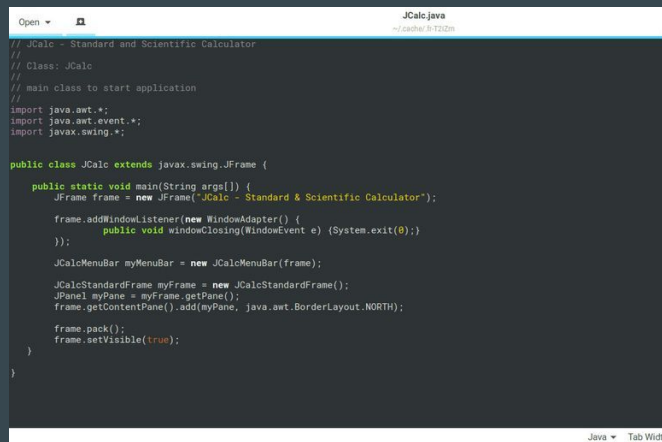 Open
JCalc.java
~/.cache/.fr-TZiZm
// JCalc - Standard and Scientific Calculator
//
// Class: JCalc
//
// main class to start application
//
import java.awt.*;
import java.awt.event.*;
import javax.swing.*;
public class JCalc extends javax.swing.JFrame {
public static void main(String args[]) {
JFrame frame = new JFrame("JCalc - Standard & Scientific Calculator");
frame.addWindowListener(new WindowAdapter() {
public void windowClosing(WindowEvent e) {System.exit(0);}
});
JCalcMenuBar myMenuBar = new JCalcMenuBar(frame);
JCalcStandardFrame myFrame = new JCalcStandardFrame();
JPanel myPane = myFrame.getPane();
frame.getContentPane().add(myPane, java.awt.BorderLayout.NORTH);
frame.pack();
frame.setVisible(true);
}
}
Java Tab Widt